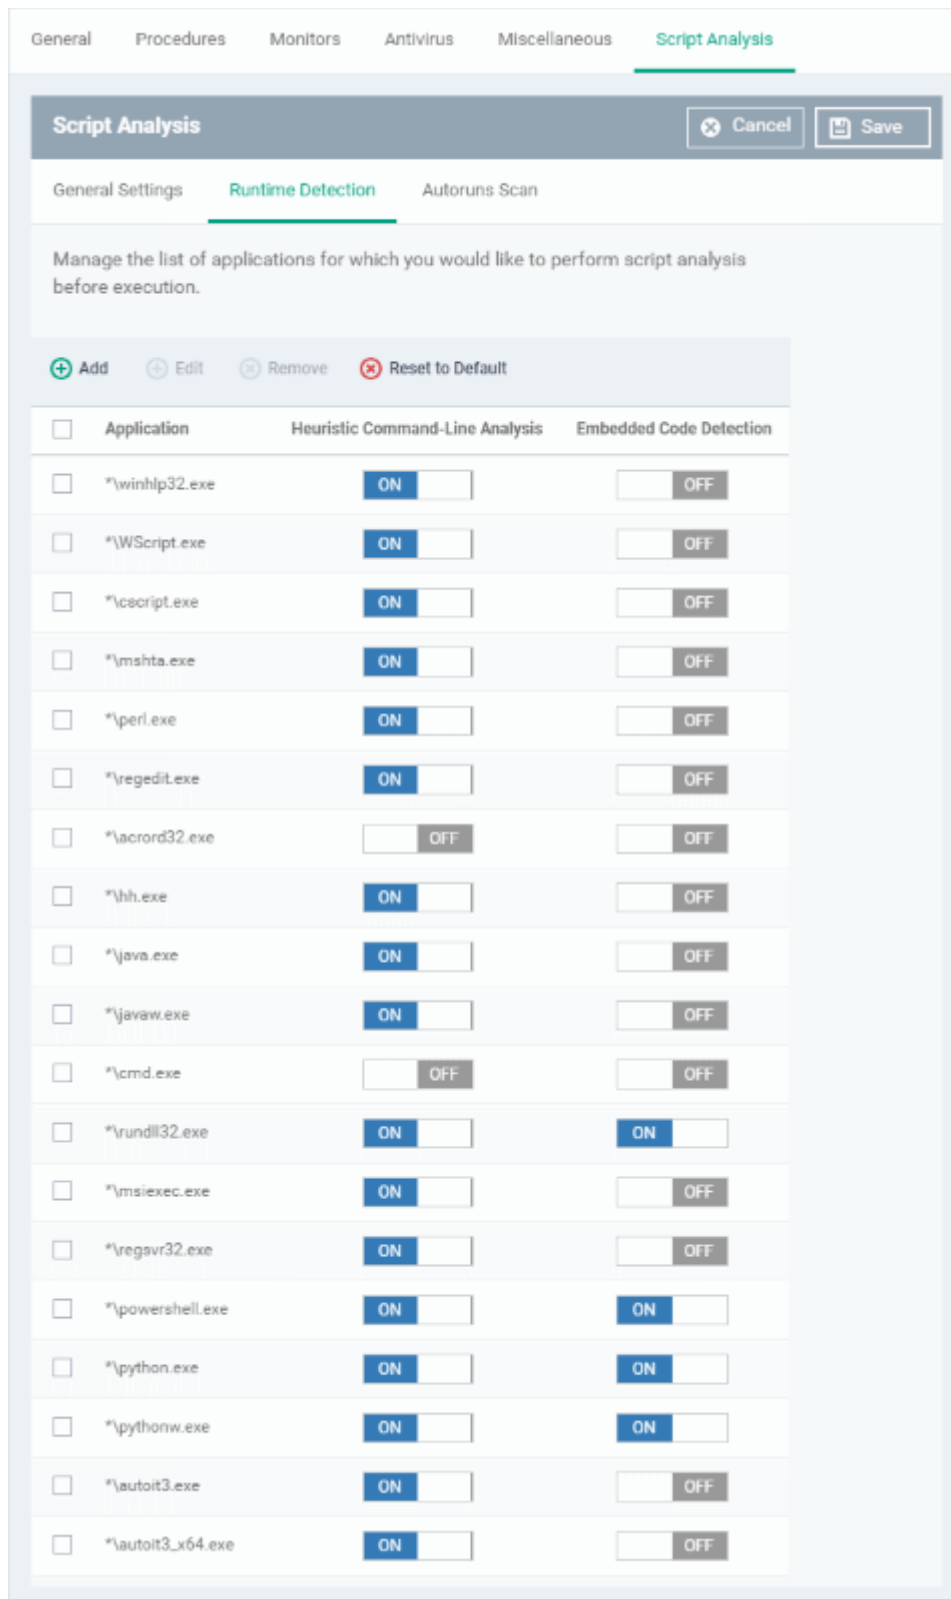 General Procedures Monitors Antivirus Miscellaneous Script Analysis
Script Analysis Cancel Save
General Settings Runtime Detection Autoruns Scan
Manage the list of applications for which you would like to perform script analysis
before execution.
Add Edit Remove Reset to Default
Application Heuristic Command-Line Analysis Embedded Code Detection
*\winhlp32.exe ON OFF
*\WScript.exe ON OFF
*\cscript.exe ON OFF
*\mshta.exe ON OFF
*\perl.exe ON OFF
*\regedit.exe ON OFF
*\acrord32.exe OFF OFF
*\hh.exe ON OFF
*\java.exe ON OFF
*\javaw.exe ON OFF
*\cmd.exe OFF OFF
*\rundll32.exe ON ON
*\msiexec.exe ON OFF
*\regsvr32.exe ON OFF
*\powershell.exe ON ON
*\python.exe ON ON
*\pythonw.exe ON ON
*\autoit3.exe ON OFF
*\autoit3_x64.exe ON OFF